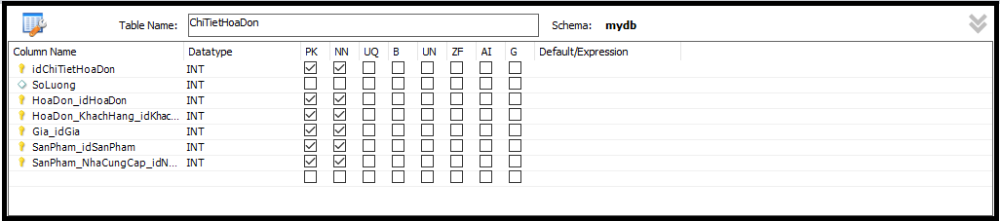 Table Name: ChiTietHoaDon Schema: mydb
Column Name Datatype PK NN UQ B UN ZF AI G Default/Expression
idChiTietHoaDon INT
SoLuong INT
HoaDon_idHoaDon INT
HoaDon_KhachHang_idKhac... INT
Gia_idGia INT
SanPham_idSanPham INT
SanPham_NhaCungCap_idN... INT